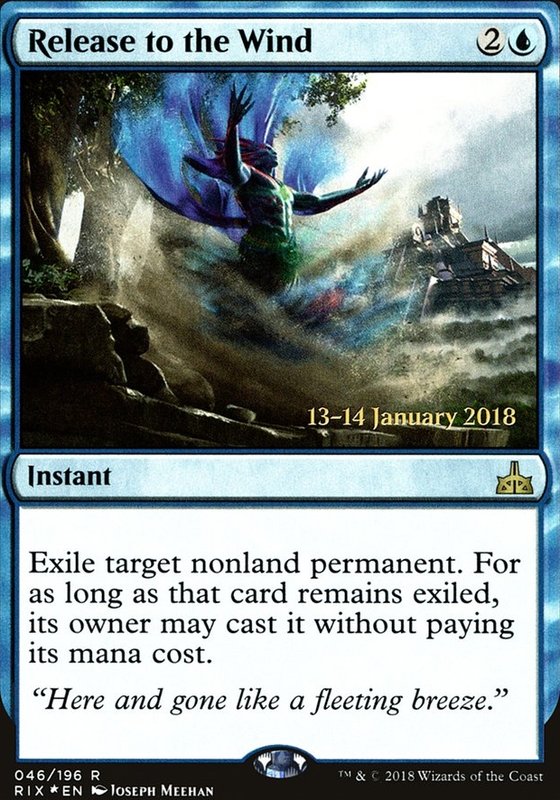 Release to the Wind 2
13-14 January 2018
Instant
Exile target nonland permanent. For
as long as that card remains exiled,
its owner may cast it without paying
its mana cost.
“Here and gone like a fleeting breeze.”
046/196 R
RIX ★ EN Joseph Meehan
™ & © 2018 Wizards of the Coast